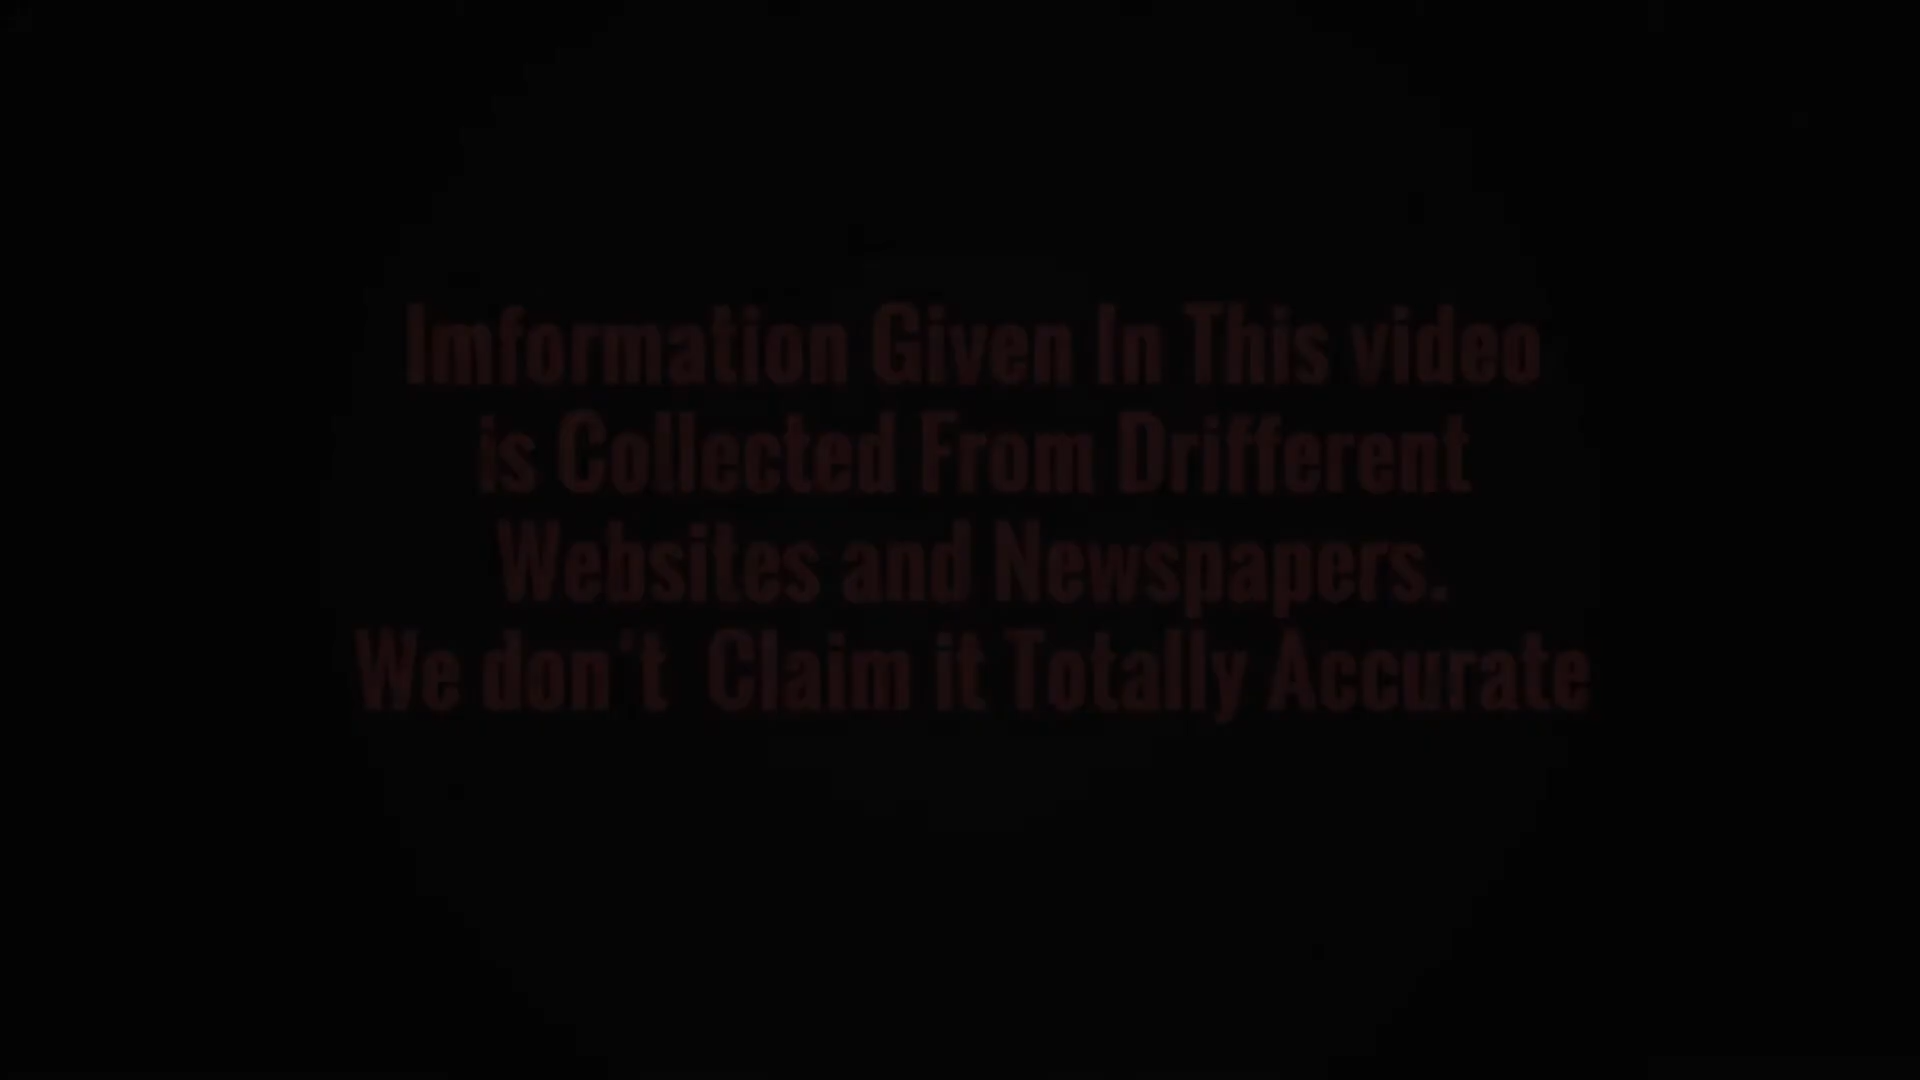 Imformation Given In This video
is Collected From Drifferent
Websites and Newspapers.
We don't Claim it Totally Accurate